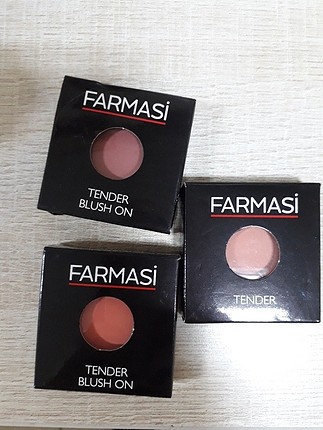 FARMASİ
TENDER
BLUSH ON
FARMASİ
TENDER
FARMASİ
TENDER
BLUSH ON